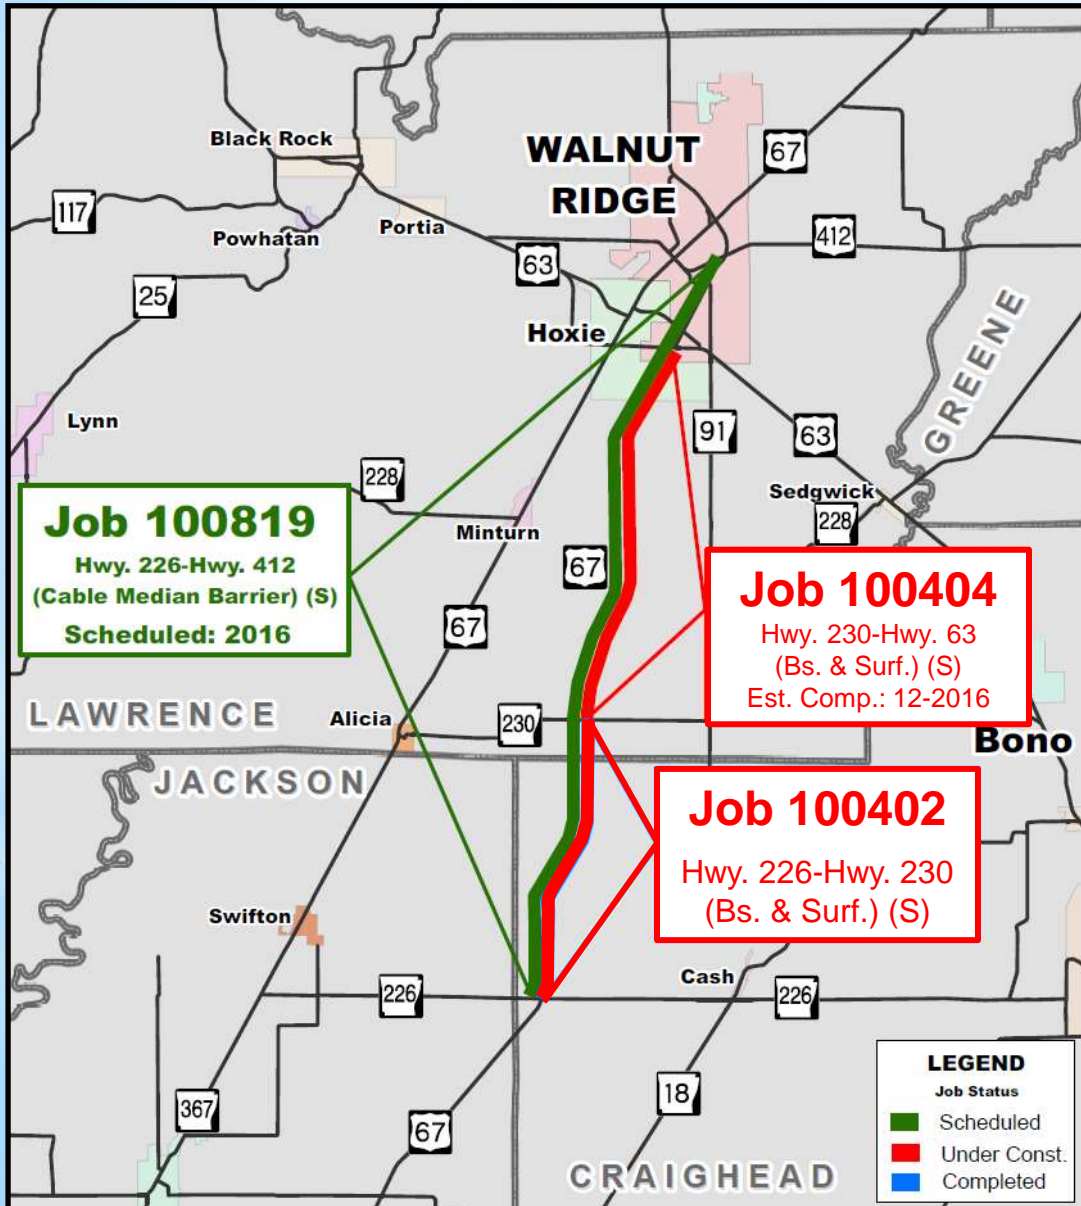 Black Rock
WALNUT
RIDGE
67
117
Powhatan
Portia
412
63
25
Hoxie
GREENE
Lynn
91
63
228
Sedgwick
228
Minturn
Job 100819
Hwy. 226-Hwy. 412
(Cable Median Barrier) (S)
Scheduled: 2016
67
67
Job 100404
Hwy. 230-Hwy. 63
(Bs. & Surf.) (S)
Est. Comp.: 12-2016
LAWRENCE
Alicia
230
Bono
JACKSON
Job 100402
Hwy. 226-Hwy. 230
(Bs. & Surf.) (S)
Swifton
Cash
226
226
367
67
18
CRAIGHEAD
LEGEND
Job Status
Scheduled
Under Const.
Completed